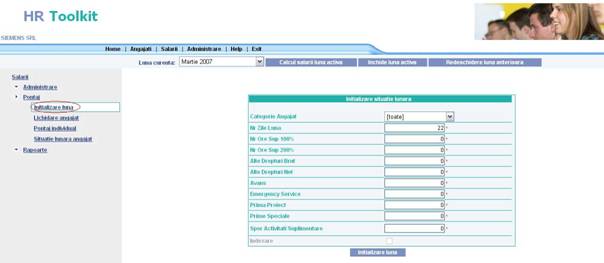 HR Toolkit
SIEMENS SRL
Home | Angajati | Salarii | Administrare | Help | Exit
Luna curenta: Martie 2007 Calcul salarii luna activa Inchide luna activa Redeschidere luna anterioara
Salarii
Administrare
Pontaj
Initializare luna
Lichidare angajat
Pontaj individual
Situatie lunara angajat
Rapoarte
Initializare situatie lunara
Categorie Angajat [toate]
Nr Zile Luna 22 *
Nr Ore Sup 100% 0 *
Nr Ore Sup 200% 0 *
Alte Drepturi Brut 0 *
Alte Drepturi Net 0 *
Avans 0 *
Emergency Service 0 *
Prima Proiect 0 *
Prime Speciale 0 *
Spor Activitati Suplimentare 0 *
Indexare
Initializare luna